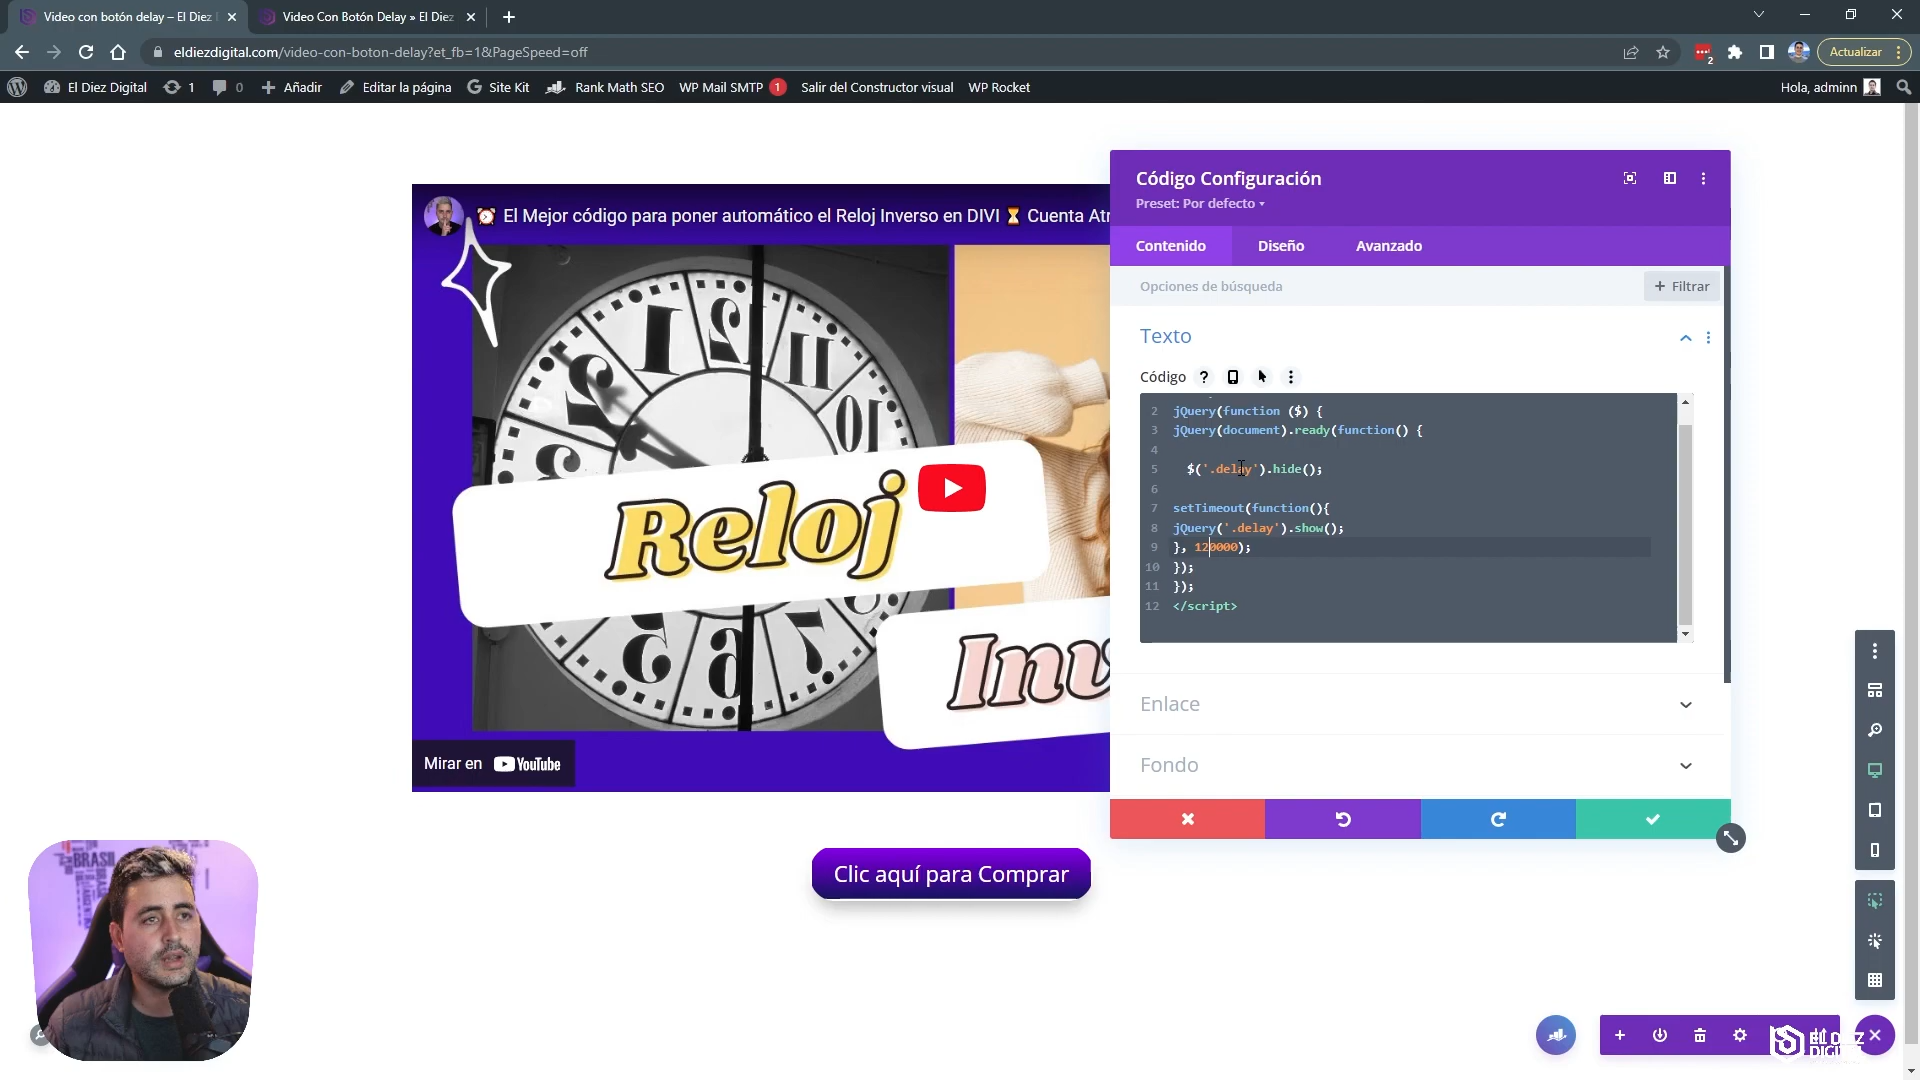 Video con botón delay – El Diez
Video Con Botón Delay » El Diez
eldiezdigital.com/video-con-boton-delay?et_fb=1&PageSpeed=off
2
Actualizar
El Diez Digital
1
0
Añadir
Editar la página
Site Kit
Rank Math SEO
WP Mail SMTP 1
Salir del Constructor visual
WP Rocket
Hola, adminn
El Mejor código para poner automático el Reloj Inverso en DIVI ⏳ Cuenta Atr
Reloj
Inv
Mirar en YouTube
Clic aquí para Comprar
Código Configuración
Preset: Por defecto
Contenido
Diseño
Avanzado
Opciones de búsqueda
+ Filtrar
Texto
Código
2 jQuery(function ($) {
3 jQuery(document).ready(function() {
4
5 $('.delay').hide();
6
7 setTimeout(function(){
8 jQuery('.delay').show();
9 }, 120000);
10 });
11 });
12 </script>
Enlace
Fondo
BRASIL
EL DIEZ
DIGITAL